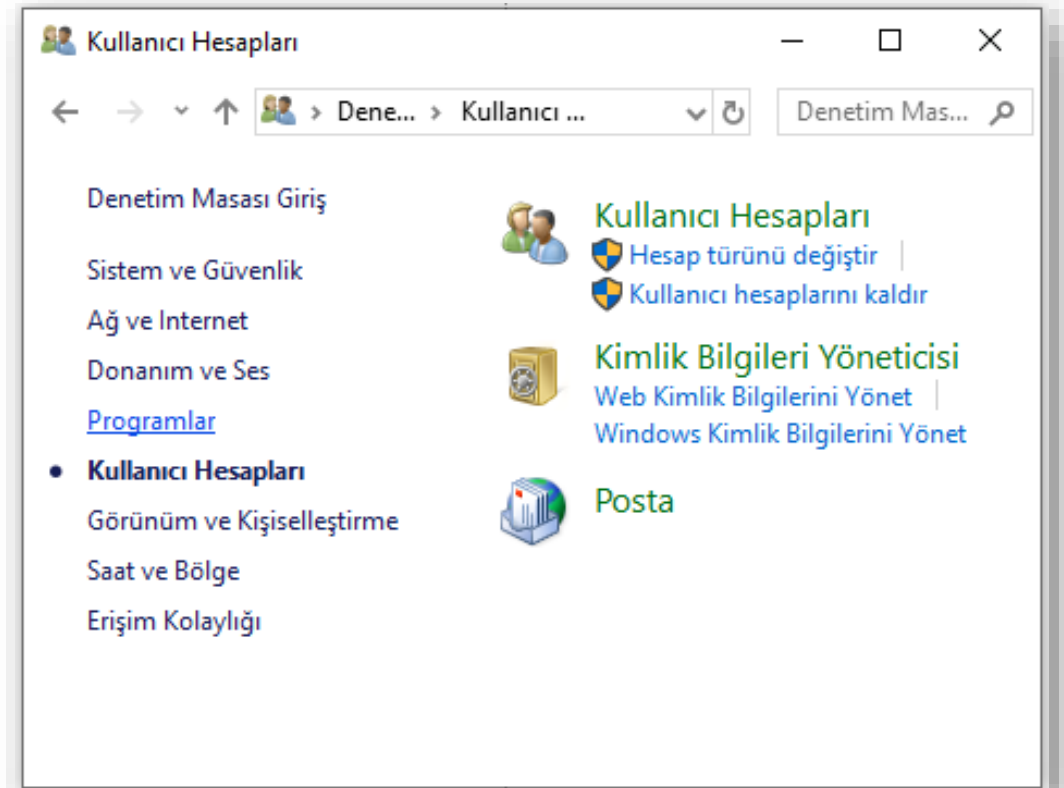 Kullanıcı Hesapları
Dene... Kullanıcı ... Denetim Mas...
Denetim Masası Giriş
Sistem ve Güvenlik
Ağ ve Internet
Donanım ve Ses
Programlar
Kullanıcı Hesapları
Görünüm ve Kişiselleştirme
Saat ve Bölge
Erişim Kolaylığı
Kullanıcı Hesapları
Hesap türünü değiştir
Kullanıcı hesaplarını kaldır
Kimlik Bilgileri Yöneticisi
Web Kimlik Bilgilerini Yönet
Windows Kimlik Bilgilerini Yönet
Posta